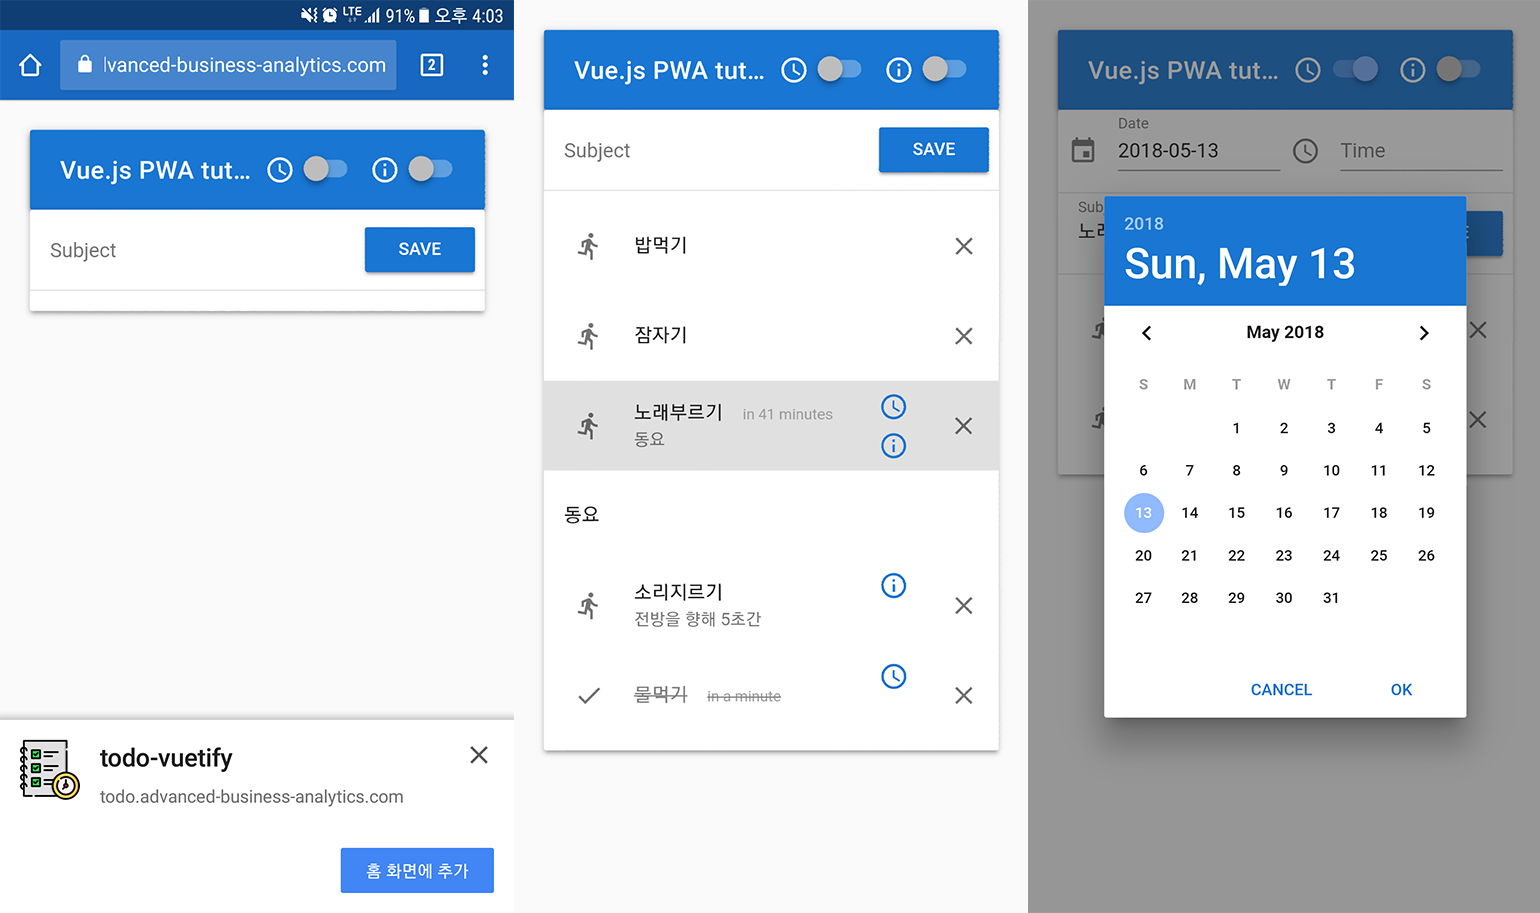 LTE 91% 오후 4:03
lvanced-business-analytics.com 2
Vue.js PWA tut...
Subject SAVE
todo-vuetify
todo.advanced-business-analytics.com
홈 화면에 추가
Vue.js PWA tut...
Subject SAVE
밥먹기
잠자기
노래부르기 in 41 minutes
동요
동요
소리지르기
전방을 향해 5초간
물먹기 in a minute
Vue.js PWA tut...
Date
2018-05-13 Time
Sub
노래
2018
Sun, May 13
May 2018
S M T W T F S
1 2 3 4 5
6 7 8 9 10 11 12
13 14 15 16 17 18 19
20 21 22 23 24 25 26
27 28 29 30 31
CANCEL OK